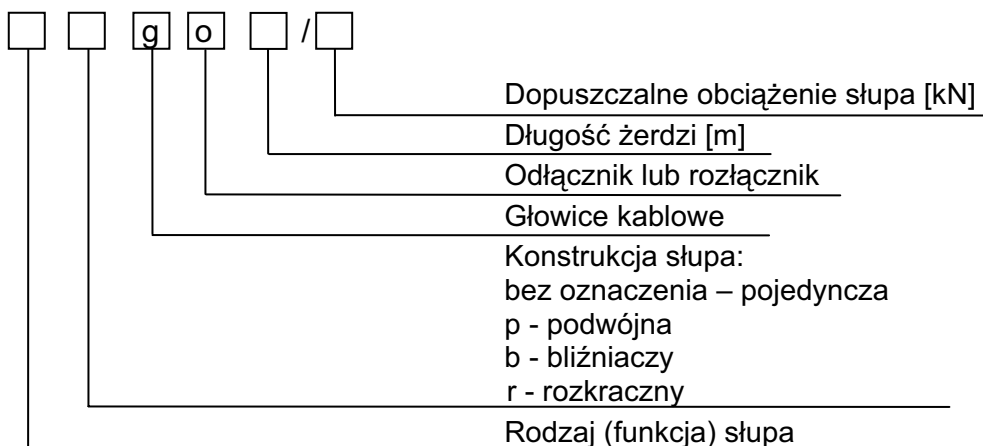 g o /
Dopuszczalne obciążenie słupa [kN]
Długość żerdzi [m]
Odłącznik lub rozłącznik
Głowice kablowe
Konstrukcja słupa:
bez oznaczenia – pojedyncza
p - podwójna
b - bliźniaczy
r - rozkraczny
Rodzaj (funkcja) słupa